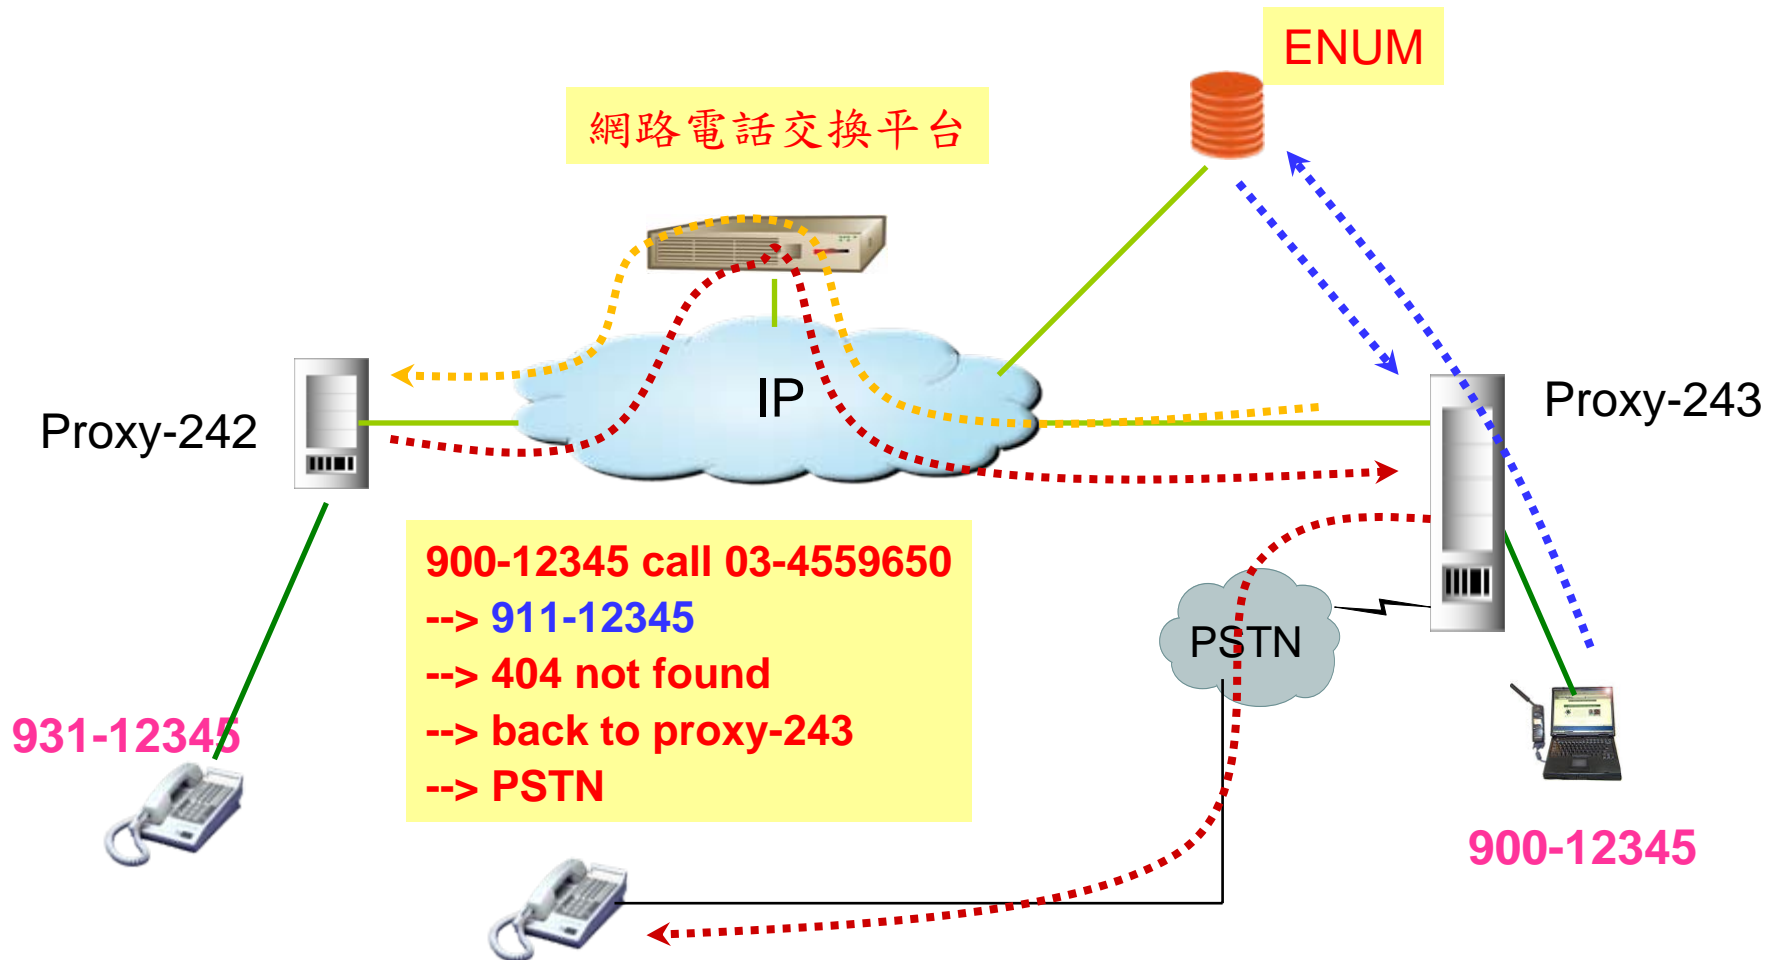 ENUM
網路電話交換平台
IP
Proxy-242
Proxy-243
900-12345 call 03-4559650
--> 911-12345
--> 404 not found
--> back to proxy-243
--> PSTN
PSTN
931-12345
900-12345